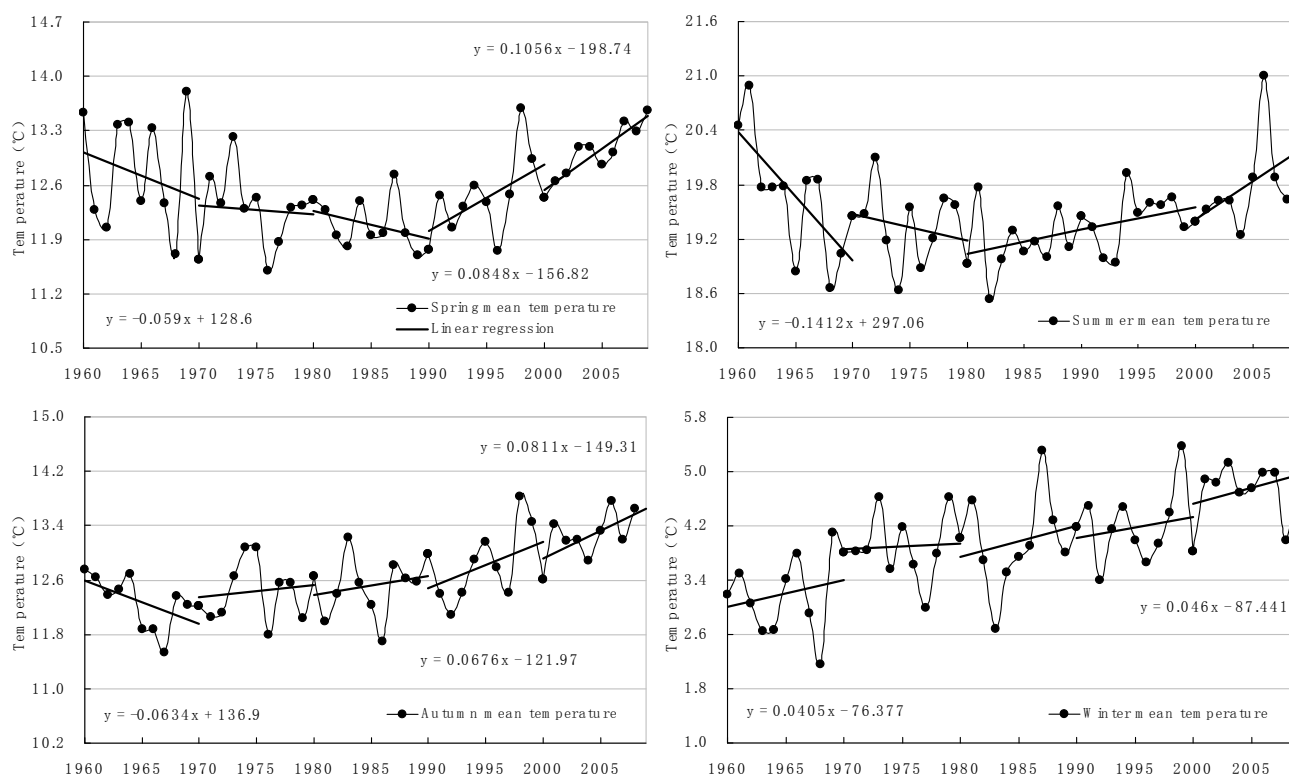 14.7
14.0
13.3
12.6
11.9
11.2
10.5
Temperature (℃)
y = 0.1056x - 198.74
y = 0.0848x - 156.82
y = -0.059x + 128.6
Spring mean temperature
Linear regression
1960 1965 1970 1975 1980 1985 1990 1995 2000 2005
21.6
21.0
20.4
19.8
19.2
18.6
18.0
Temperature (℃)
y = -0.1412x + 297.06
Summer mean temperature
1960 1965 1970 1975 1980 1985 1990 1995 2000 2005
15.0
14.2
13.4
12.6
11.8
11.0
10.2
Temperature (℃)
y = 0.0811x - 149.31
y = 0.0676x - 121.97
y = -0.0634x + 136.9
Autumn mean temperature
1960 1965 1970 1975 1980 1985 1990 1995 2000 2005
5.8
5.0
4.2
3.4
2.6
1.8
1.0
Temperature (℃)
y = 0.046x - 87.441
y = 0.0405x - 76.377
Winter mean temperature
1960 1965 1970 1975 1980 1985 1990 1995 2000 2005